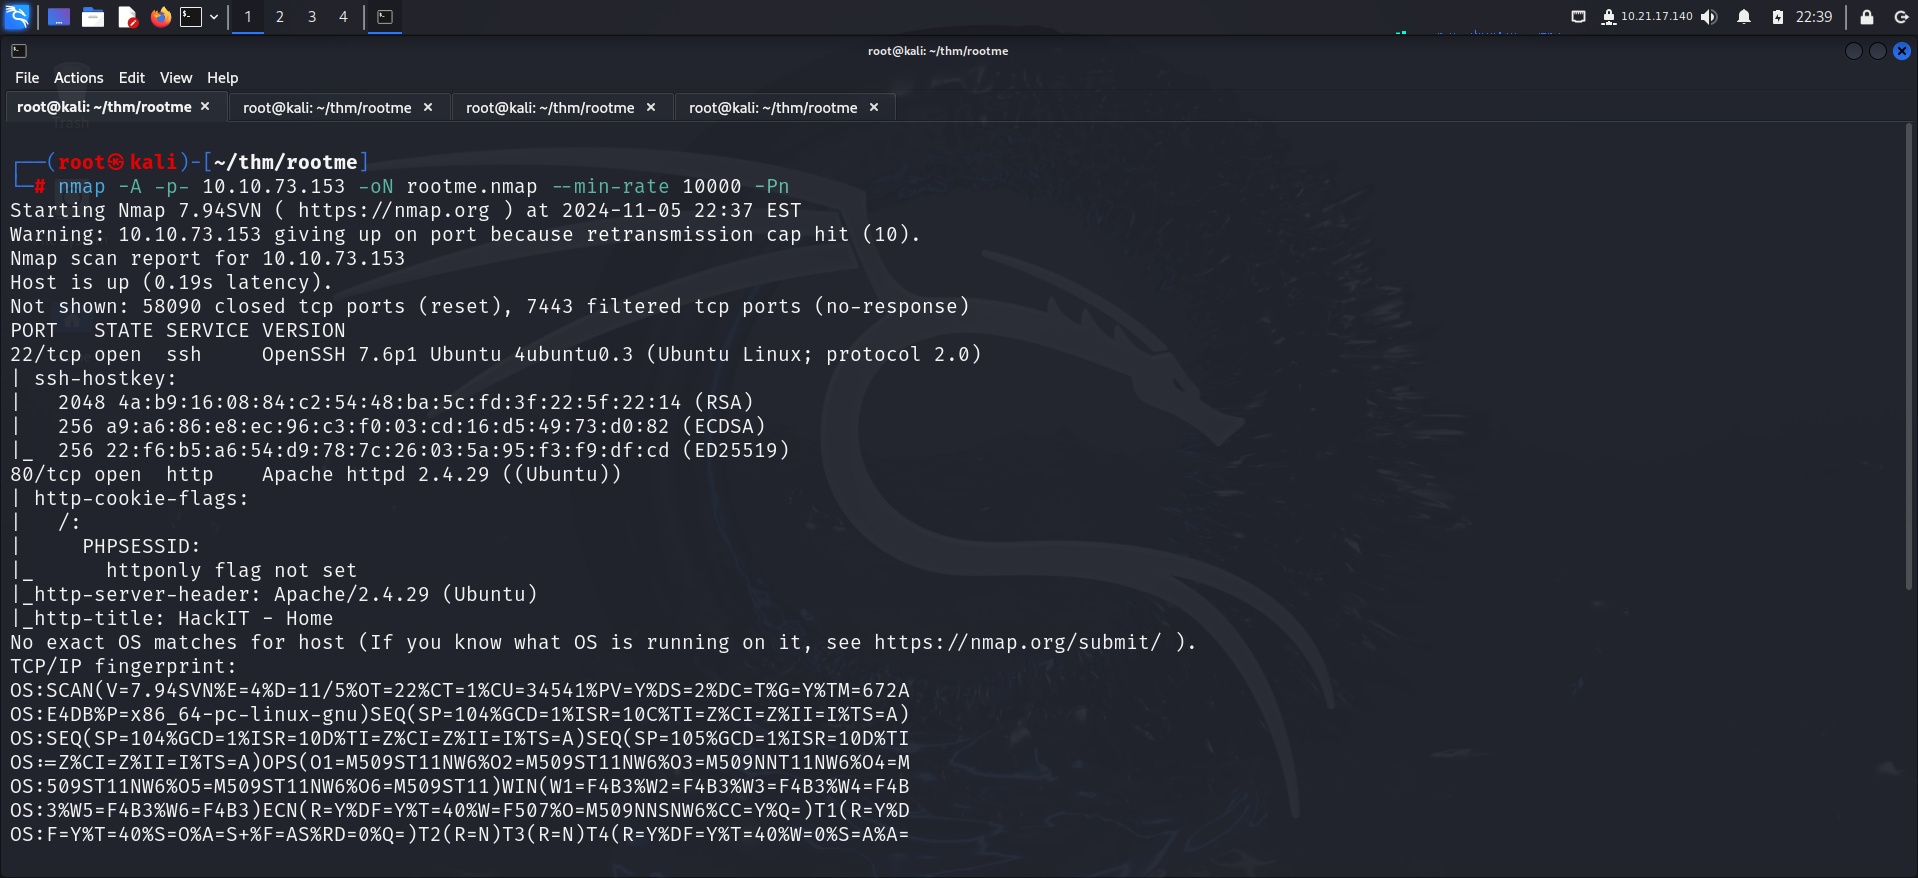 1 2 3 4 10.21.17.140 22:39
root@kali: ~/thm/rootme
File Actions Edit View Help
root@kali: ~/thm/rootme × root@kali: ~/thm/rootme × root@kali: ~/thm/rootme × root@kali: ~/thm/rootme ×
Trash
┌──(root㉿kali)-[~/thm/rootme]
└─# nmap -A -p- 10.10.73.153 -oN rootme.nmap --min-rate 10000 -Pn
Starting Nmap 7.94SVN ( https://nmap.org ) at 2024-11-05 22:37 EST
Warning: 10.10.73.153 giving up on port because retransmission cap hit (10).
Nmap scan report for 10.10.73.153
Host is up (0.19s latency).
Not shown: 58090 closed tcp ports (reset), 7443 filtered tcp ports (no-response)
PORT   STATE SERVICE VERSION
22/tcp open  ssh     OpenSSH 7.6p1 Ubuntu 4ubuntu0.3 (Ubuntu Linux; protocol 2.0)
| ssh-hostkey:
|   2048 4a:b9:16:08:84:c2:54:48:ba:5c:fd:3f:22:5f:22:14 (RSA)
|   256 a9:a6:86:e8:ec:96:c3:f0:03:cd:16:d5:49:73:d0:82 (ECDSA)
|_  256 22:f6:b5:a6:54:d9:78:7c:26:03:5a:95:f3:f9:df:cd (ED25519)
80/tcp open  http    Apache httpd 2.4.29 ((Ubuntu))
| http-cookie-flags:
|   /:
|     PHPSESSID:
|_      httponly flag not set
|_http-server-header: Apache/2.4.29 (Ubuntu)
|_http-title: HackIT - Home
No exact OS matches for host (If you know what OS is running on it, see https://nmap.org/submit/ ).
TCP/IP fingerprint:
OS:SCAN(V=7.94SVN%E=4%D=11/5%OT=22%CT=1%CU=34541%PV=Y%DS=2%DC=T%G=Y%TM=672A
OS:E4DB%P=x86_64-pc-linux-gnu)SEQ(SP=104%GCD=1%ISR=10C%TI=Z%CI=Z%II=I%TS=A)
OS:SEQ(SP=104%GCD=1%ISR=10D%TI=Z%CI=Z%II=I%TS=A)SEQ(SP=105%GCD=1%ISR=10D%TI
OS:=Z%CI=Z%II=I%TS=A)OPS(O1=M509ST11NW6%O2=M509ST11NW6%O3=M509NNT11NW6%O4=M
OS:509ST11NW6%O5=M509ST11NW6%O6=M509ST11)WIN(W1=F4B3%W2=F4B3%W3=F4B3%W4=F4B
OS:3%W5=F4B3%W6=F4B3)ECN(R=Y%DF=Y%T=40%W=F507%O=M509NNSNW6%CC=Y%Q=)T1(R=Y%D
OS:F=Y%T=40%S=O%A=S+%F=AS%RD=0%Q=)T2(R=N)T3(R=N)T4(R=Y%DF=Y%T=40%W=0%S=A%A=